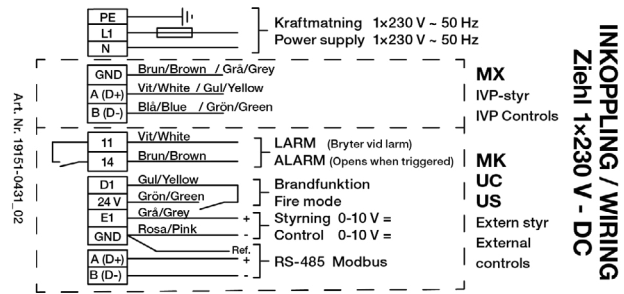 PE
L1
N
Kraftmatning 1×230 V ~ 50 Hz
Power supply 1×230 V ~ 50 Hz
GND Brun/Brown / Grå/Grey
A (D+) Vit/White / Gul/Yellow
B (D-) Blå/Blue / Grön/Green
MX
IVP-styr
IVP Controls
11 Vit/White
14 Brun/Brown
LARM (Bryter vid larm)
ALARM (Opens when triggered)
D1 Gul/Yellow
24 V Grön/Green
Brandfunktion
Fire mode
E1 Grå/Grey +
GND Rosa/Pink -
Styrning 0-10 V =
Control 0-10 V =
Ref.
A (D+) +
B (D-) -
RS-485 Modbus
MK
UC
US
Extern styr
External
controls
INKOPPLING / WIRING
Ziehl 1×230 V - DC
Art. Nr. 19151-0431_02